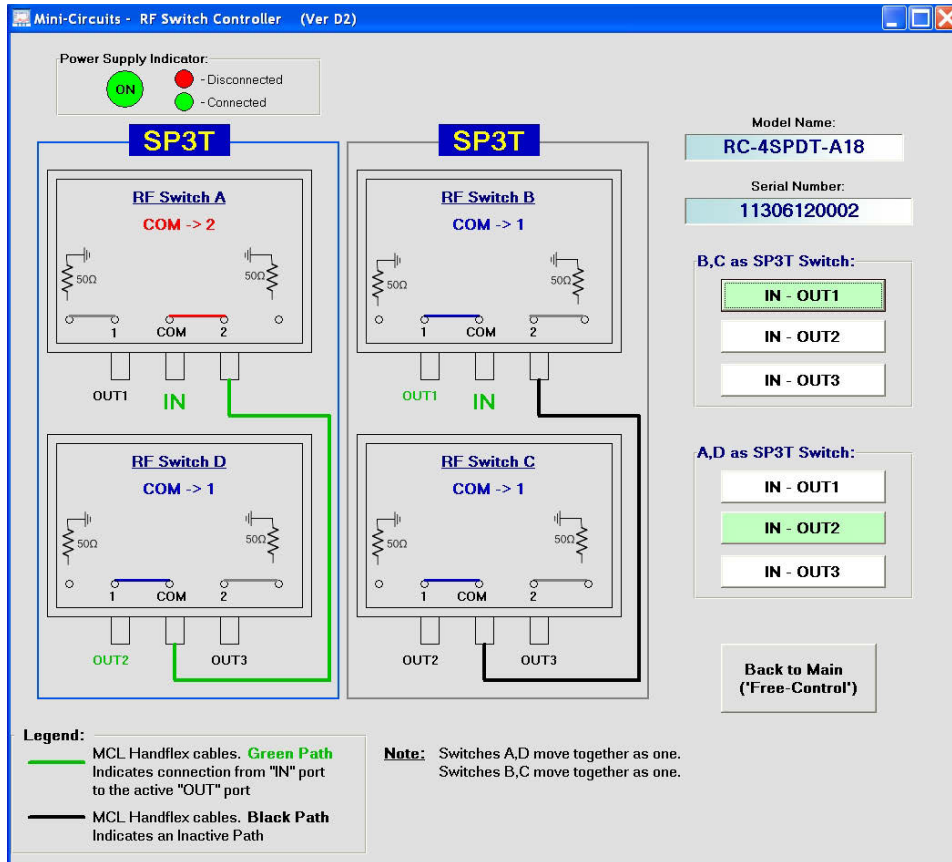 Mini-Circuits - RF Switch Controller (Ver D2)
Power Supply Indicator:
ON
- Disconnected
- Connected
SP3T
RF Switch A
COM -> 2
50Ω
50Ω
1 COM 2
OUT1 IN
RF Switch D
COM -> 1
50Ω
50Ω
1 COM 2
OUT2 OUT3
SP3T
RF Switch B
COM -> 1
50Ω
50Ω
1 COM 2
OUT1 IN
RF Switch C
COM -> 1
50Ω
50Ω
1 COM 2
OUT2 OUT3
Model Name:
RC-4SPDT-A18
Serial Number:
11306120002
B,C as SP3T Switch:
IN - OUT1
IN - OUT2
IN - OUT3
A,D as SP3T Switch:
IN - OUT1
IN - OUT2
IN - OUT3
Back to Main
('Free-Control')
Legend:
MCL Handflex cables. Green Path
Indicates connection from "IN" port
to the active "OUT" port
MCL Handflex cables. Black Path
Indicates an Inactive Path
Note: Switches A,D move together as one.
Switches B,C move together as one.